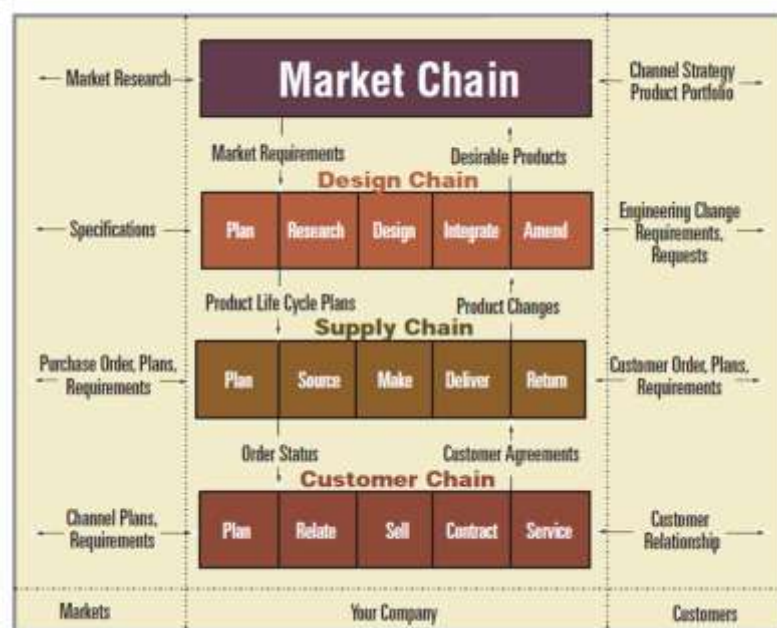 Market Research
Market Chain
Channel Strategy
Product Portfolio
Market Requirements
Desirable Products
Design Chain
Specifications
Plan
Research
Design
Integrate
Amend
Engineering Change
Requirements,
Requests
Product Life Cycle Plans
Product Changes
Supply Chain
Purchase Order, Plans,
Requirements
Plan
Source
Make
Deliver
Return
Customer Order, Plans,
Requirements
Order Status
Customer Agreements
Customer Chain
Channel Plans,
Requirements
Plan
Relate
Sell
Contract
Service
Customer
Relationship
Markets
Your Company
Customers